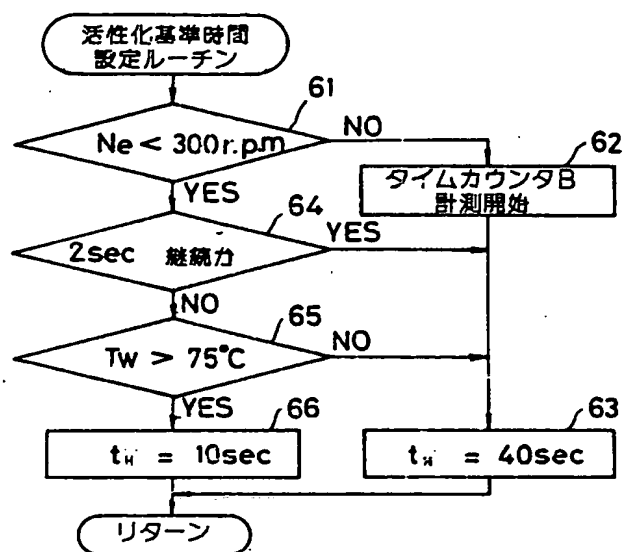 活性化基準時間
設定ルーチン
61
Ne < 300r.p.m
NO
62
タイムカウンタB
計測開始
YES
64
2sec 継続カ
YES
NO
65
Tw > 75°C
NO
YES
66
63
tH = 10sec
tH = 40sec
リターン